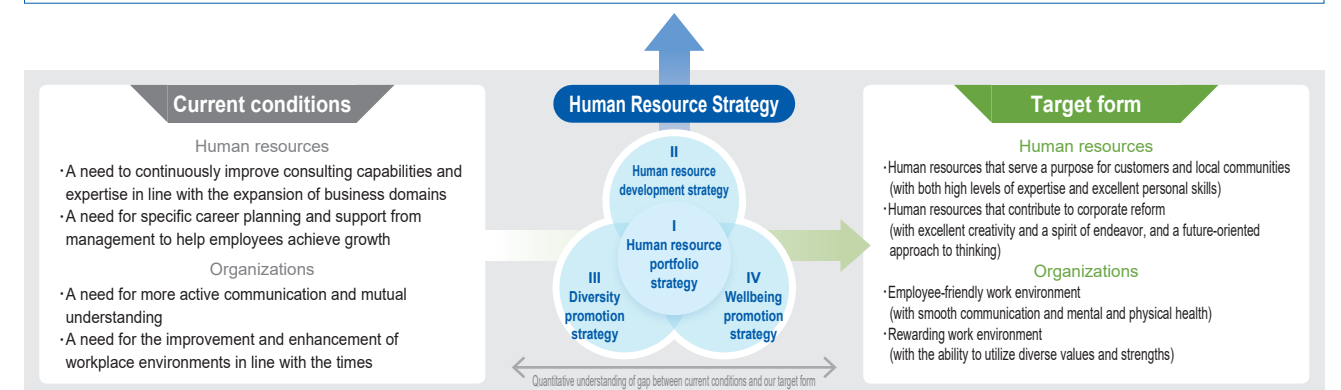 Current conditions
Human resources
･A need to continuously improve consulting capabilities and
expertise in line with the expansion of business domains
･A need for specific career planning and support from
management to help employees achieve growth
Organizations
･A need for more active communication and mutual
understanding
･A need for the improvement and enhancement of
workplace environments in line with the times
Human Resource Strategy
II
Human resource
development strategy
I
Human resource
portfolio
strategy
III
Diversity
promotion
strategy
IV
Wellbeing
promotion
strategy
Quantitative understanding of gap between current conditions and our target form
Target form
Human resources
･Human resources that serve a purpose for customers and local communities
(with both high levels of expertise and excellent personal skills)
･Human resources that contribute to corporate reform
(with excellent creativity and a spirit of endeavor, and a future-oriented
approach to thinking)
Organizations
･Employee-friendly work environment
(with smooth communication and mental and physical health)
･Rewarding work environment
(with the ability to utilize diverse values and strengths)